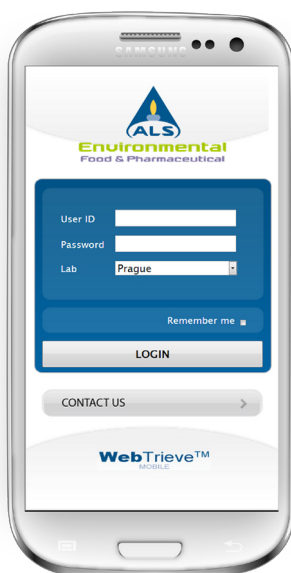 SAMSUNG
ALS
Environmental
Food & Pharmaceutical
User ID
Password
Lab Prague
Remember me
LOGIN
CONTACT US
WebTrieve™
MOBILE